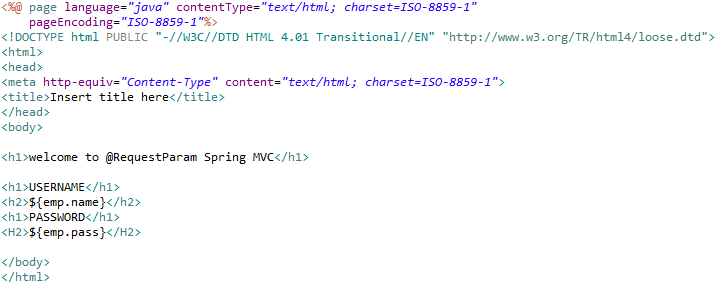 <%@ page language="java" contentType="text/html; charset=ISO-8859-1"
    pageEncoding="ISO-8859-1"%>
<!DOCTYPE html PUBLIC "-//W3C//DTD HTML 4.01 Transitional//EN" "http://www.w3.org/TR/html4/loose.dtd">
<html>
<head>
<meta http-equiv="Content-Type" content="text/html; charset=ISO-8859-1">
<title>Insert title here</title>
</head>
<body>

<h1>welcome to @RequestParam Spring MVC</h1>

<h1>USERNAME</h1>
<h2>${emp.name}</h2>
<h1>PASSWORD</h1>
<H2>${emp.pass}</H2>

</body>
</html>